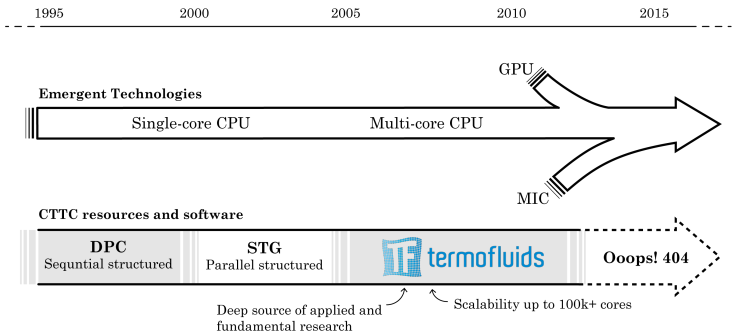 1995 2000 2005 2010 2015
GPU
Emergent Technologies
Single-core CPU Multi-core CPU
MIC
CTTC resources and software
DPC
Sequntial structured
STG
Parallel structured
TF termofluids
Ooops! 404
Deep source of applied and
fundamental research
Scalability up to 100k+ cores